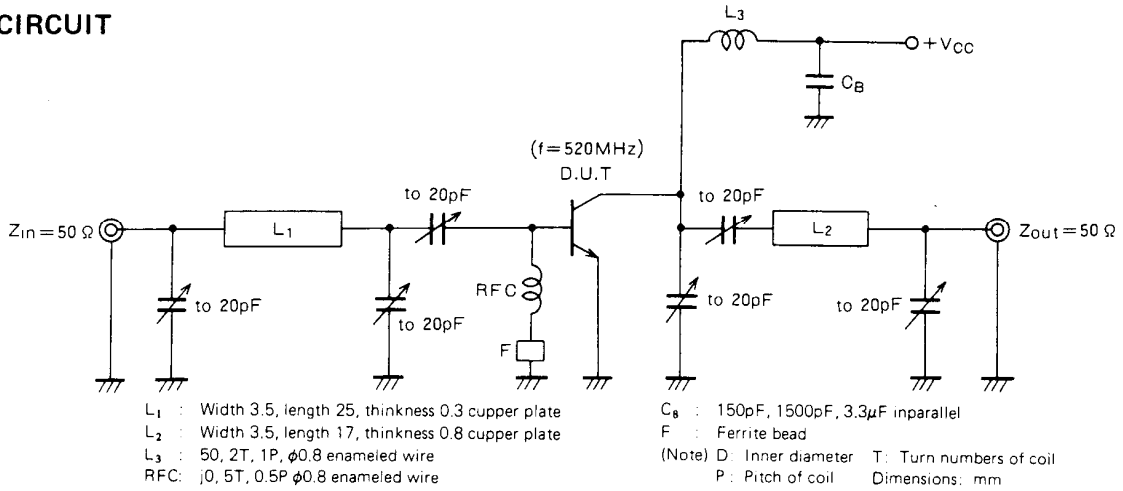 CIRCUIT
L3
+VCC
CB
(f=520MHz)
D.U.T
to 20pF
to 20pF
Zin=50 Ω
L1
L2
Zout=50 Ω
RFC
to 20pF
to 20pF
to 20pF
to 20pF
F
L1 : Width 3.5, length 25, thinkness 0.3 cupper plate
L2 : Width 3.5, length 17, thinkness 0.8 cupper plate
L3 : 50, 2T, 1P, φ0.8 enameled wire
RFC: j0, 5T, 0.5P φ0.8 enameled wire
CB : 150pF, 1500pF, 3.3μF inparallel
F : Ferrite bead
(Note) D: Inner diameter T: Turn numbers of coil
P: Pitch of coil Dimensions: mm